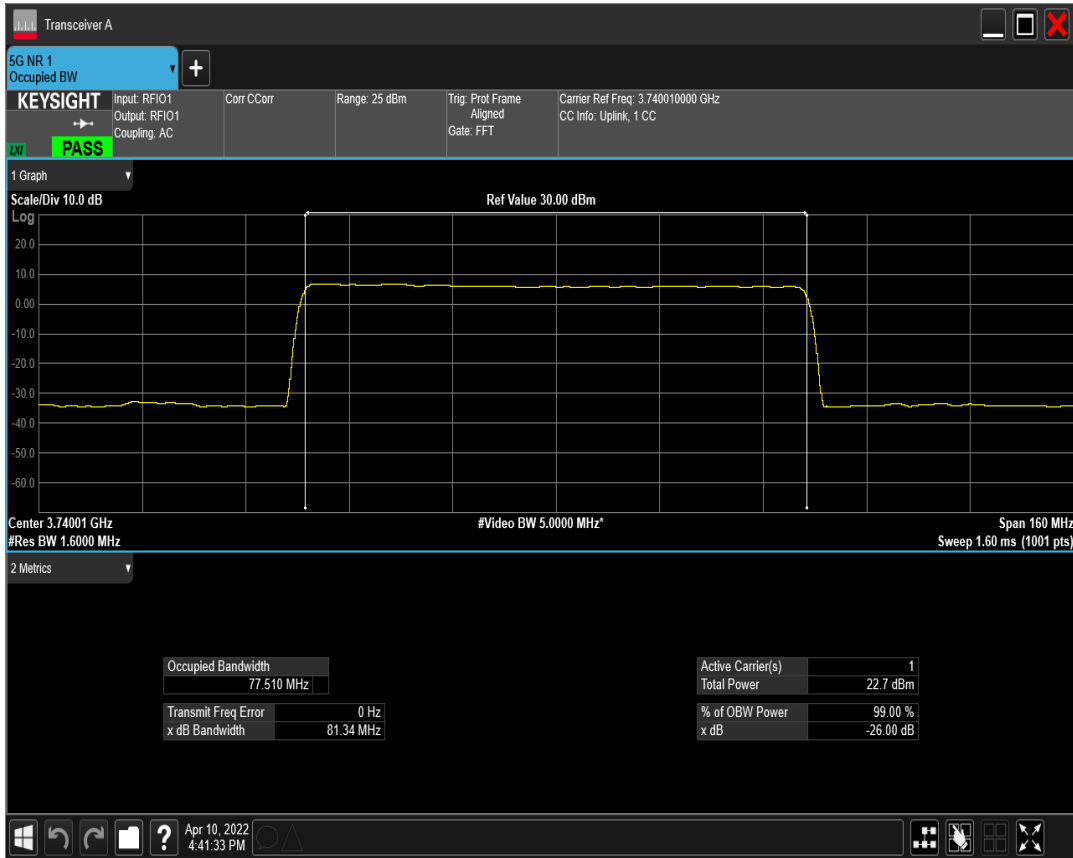 Transceiver A
5G NR 1
Occupied BW
+
KEYSIGHT
LXI
PASS
Input: RFIO1
Output: RFIO1
Coupling: AC
Corr CCorr
Range: 25 dBm
Trig: Prot Frame
Aligned
Gate: FFT
Carrier Ref Freq: 3.740010000 GHz
CC Info: Uplink, 1 CC
1 Graph
Scale/Div 10.0 dB
Ref Value 30.00 dBm
Log
20.0
10.0
0.00
-10.0
-20.0
-30.0
-40.0
-50.0
-60.0
Center 3.74001 GHz
#Video BW 5.0000 MHz*
Span 160 MHz
#Res BW 1.6000 MHz
Sweep 1.60 ms (1001 pts)
2 Metrics
Occupied Bandwidth
77.510 MHz
Transmit Freq Error 0 Hz
x dB Bandwidth 81.34 MHz
Active Carrier(s) 1
Total Power 22.7 dBm
% of OBW Power 99.00 %
x dB -26.00 dB
?
Apr 10, 2022
4:41:33 PM